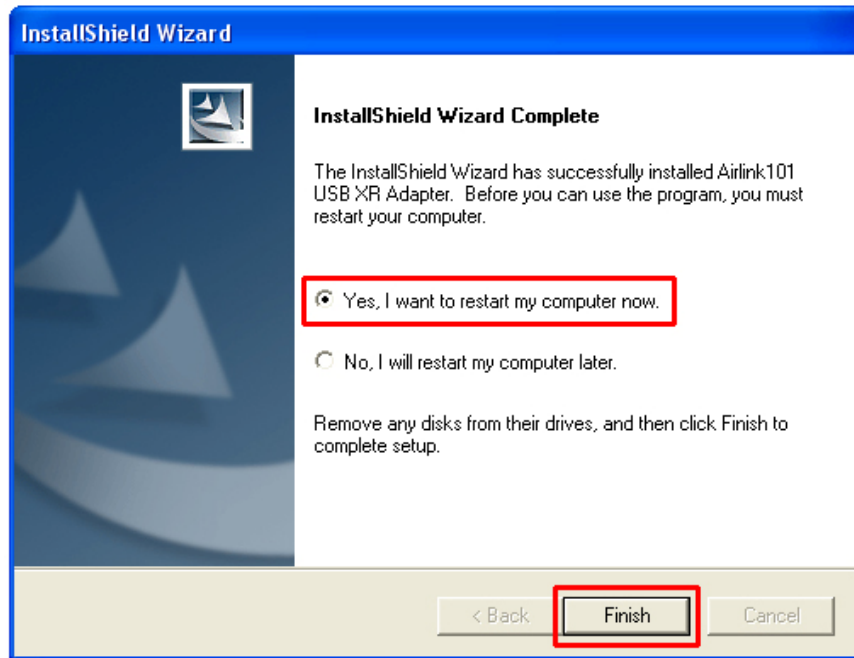 InstallShield Wizard
InstallShield Wizard Complete
The InstallShield Wizard has successfully installed Airlink101
USB XR Adapter.  Before you can use the program, you must
restart your computer.
Yes, I want to restart my computer now.
No, I will restart my computer later.
Remove any disks from their drives, and then click Finish to
complete setup.
< Back
Finish
Cancel